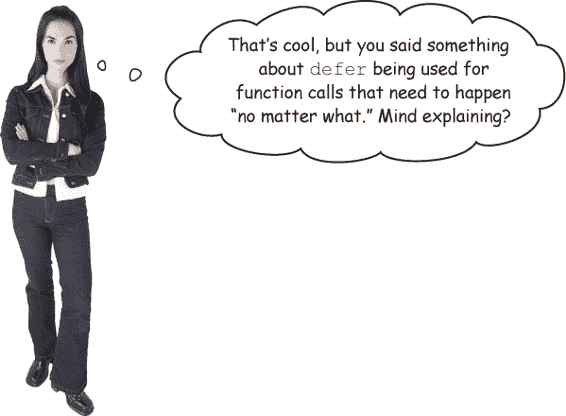 That's cool, but you said something
about defer being used for
function calls that need to happen
“no matter what.” Mind explaining?